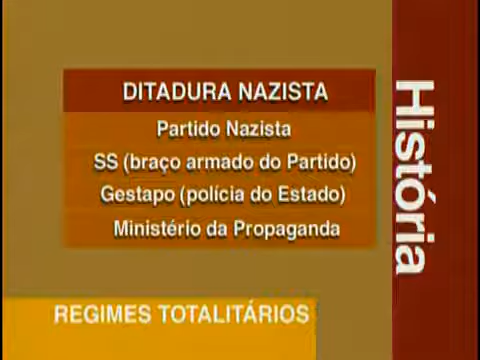 DITADURA NAZISTA
Partido Nazista
SS (braço armado do Partido)
Gestapo (polícia do Estado)
Ministério da Propaganda
História
REGIMES TOTALITÁRIOS